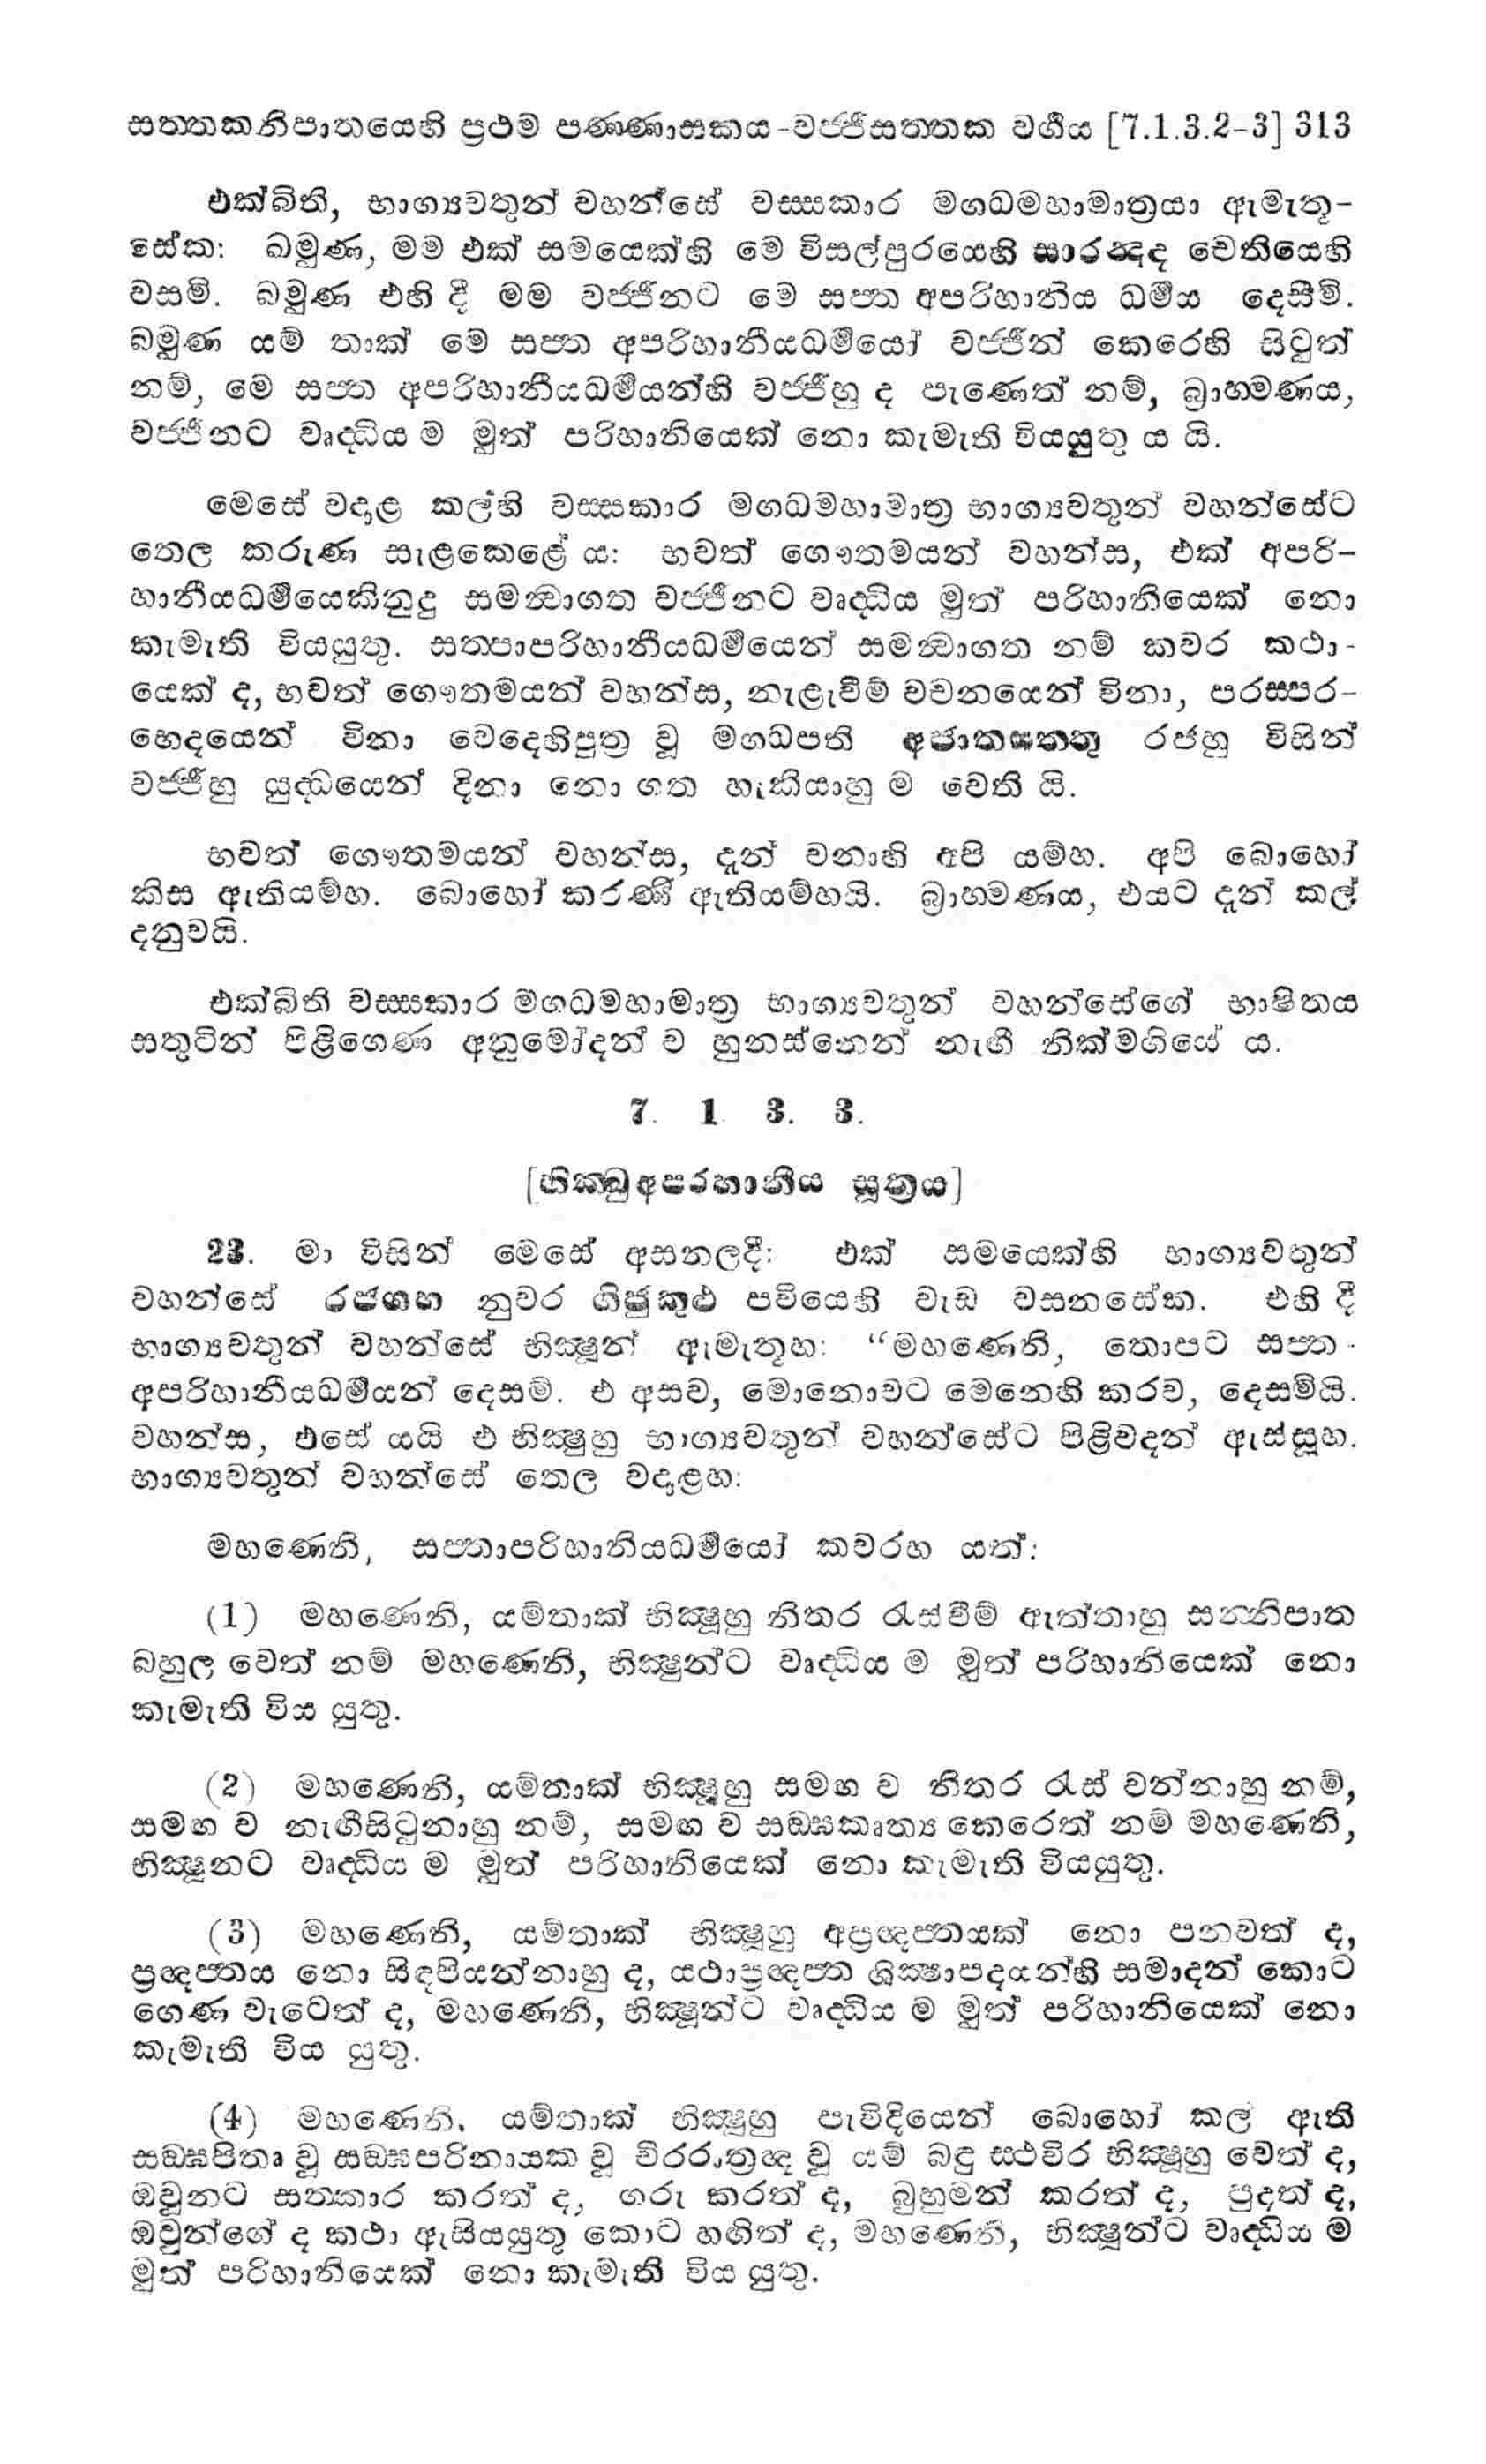 සත්තකනිපාතයෙහි ප්‍රථම පණ්ණාසකය-වජ්ජිසත්තක වර්ගය [7.1.3.2-3] 313
එක්බිති, භාග්‍යවතුන් වහන්සේ වස්සකාර මගධමහාමාත්‍රයා ඇමැතූ-
සේක: බමුණ, මම එක් සමයෙක්හි මේ විසල්පුරයෙහි සාරන්‍දද චෙතියෙහි
වසමි. බමුණ එහි දී මම වජ්ජීනට මේ සප්ත අපරිහානිය ධර්මය දෙසීමි.
බමුණ යම් තාක් මේ සප්ත අපරිහානීයධර්මයෝ වජ්ජීන් කෙරෙහි සිටුත්
නම්, මේ සප්ත අපරිහානීයධර්මයන්හි වජ්ජීහු ද පැණෙත් නම්, බ්‍රාහ්මණය,
වජ්ජීනට වෘද්ධිය ම මුත් පරිහානියෙක් නො කැමැති වියයුතු ය යි.
මෙසේ වදාළ කල්හි වස්සකාර මගධමහාමාත්‍ර භාග්‍යවතුන් වහන්සේට
තෙල කරුණ සැළකෙළේ ය: භවත් ගෞතමයන් වහන්ස, එක් අපරි-
හානීයධර්මයෙකිනුදු සමන්‍වාගත වජ්ජීනට වෘද්ධිය මුත් පරිහානියෙක් නො
කැමැති වියයුතු. සත්පාපරිහානීයධර්මයෙන් සමන්‍වාගත නම් කවර කථා-
යෙක් ද, භවත් ගෞතමයන් වහන්ස, නැළැවීම් වචනයෙන් විනා, පරස්පර-
භෙදයෙන් විනා වෙදෙහිපුත්‍ර වූ මගධපති අජාතසත්තු රජහු විසින්
වජ්ජීහු යුද්ධයෙන් දිනා නො ගත හැකියාහු ම වෙති යි.
භවත් ගෞතමයන් වහන්ස, දැන් වනාහි අපි යම්හ. අපි බොහෝ
කිස ඇතියම්හ. බොහෝ කරණී ඇතියම්හයි. බ්‍රාහ්මණය, එයට දැන් කල්
දනුවයි.
එක්බිති වස්සකාර මගධමහාමාත්‍ර භාග්‍යවතුන් වහන්සේගේ භාෂිතය
සතුටින් පිළිගෙණ අනුමෝදන් ව හුනස්නෙන් නැඟී නික්මගියේ ය.
7. 1. 3. 3.
[භික්ඛුඅපරහානීය සූත්‍රය]
23. මා විසින් මෙසේ අසනලදී: එක් සමයෙක්හි භාග්‍යවතුන්
වහන්සේ රජගහ නුවර ගිජුකුළු පව්යෙහි වැඩ වසනසේක. එහි දී
භාග්‍යවතුන් වහන්සේ භික්‍ෂූන් ඇමැතූහ: “මහණෙනි, තොපට සප්ත-
අපරිහානීයධර්මයන් දෙසමි. එ අසව, මොනොවට මෙනෙහි කරව, දෙසමියි.
වහන්ස, එසේ යයි එ භික්‍ෂුහු භාග්‍යවතුන් වහන්සේට පිළිවදන් ඇස්සූහ.
භාග්‍යවතුන් වහන්සේ තෙල වදාළහ:
මහණෙනි, සප්තාපරිහානියධර්මයෝ කවරහ යත්:
(1) මහණෙනි, යම්තාක් භික්‍ෂූහු නිතර රැස්වීම් ඇත්තාහු සන්නිපාත
බහුල වෙත් නම් මහණෙනි, භික්‍ෂුන්ට වෘද්ධිය ම මුත් පරිහානියෙක් නො
කැමැති විය යුතු.
(2) මහණෙනි, යම්තාක් භික්‍ෂූහු සමඟ ව නිතර රැස් වන්නාහු නම්,
සමඟ ව නැඟීසිටුනාහු නම්, සමඟ ව සඞ්ඝකෘත්‍ය කෙරෙත් නම් මහණෙනි,
භික්‍ෂූනට වෘද්ධිය ම මුත් පරිහානියෙක් නො කැමැති වියයුතු.
(3) මහණෙනි, යම්තාක් භික්‍ෂූහු අප්‍රඥප්තයක් නො පනවත් ද,
ප්‍රඥප්තය නො සිඳපියන්නාහු ද, යථාප්‍රඥප්ත ශික්‍ෂාපදයන්හි සමාදන් කොට
ගෙණ වැටෙත් ද, මහණෙනි, භික්‍ෂූන්ට වෘද්ධිය ම මුත් පරිහානියෙක් නො
කැමැති විය යුතු.
(4) මහණෙනි, යම්තාක් භික්‍ෂුහු පැවිදියෙන් බොහෝ කල් ඇති
සඞ්ඝපිතෘ වූ සඞ්ඝපරිනායක වූ චිරරාත්‍රඥ වූ යම් බඳු ස්ථවිර භික්‍ෂූහු වෙත් ද,
ඔවුනට සත්කාර කරත් ද, ගරු කරත් ද, බුහුමන් කරත් ද, පුදත් ද,
ඔවුන්ගේ ද කථා ඇසියයුතු කොට හඟිත් ද, මහණෙනි, භික්‍ෂූන්ට වෘද්ධිය ම
මුත් පරිහානියෙක් නො කැමැති විය යුතු.